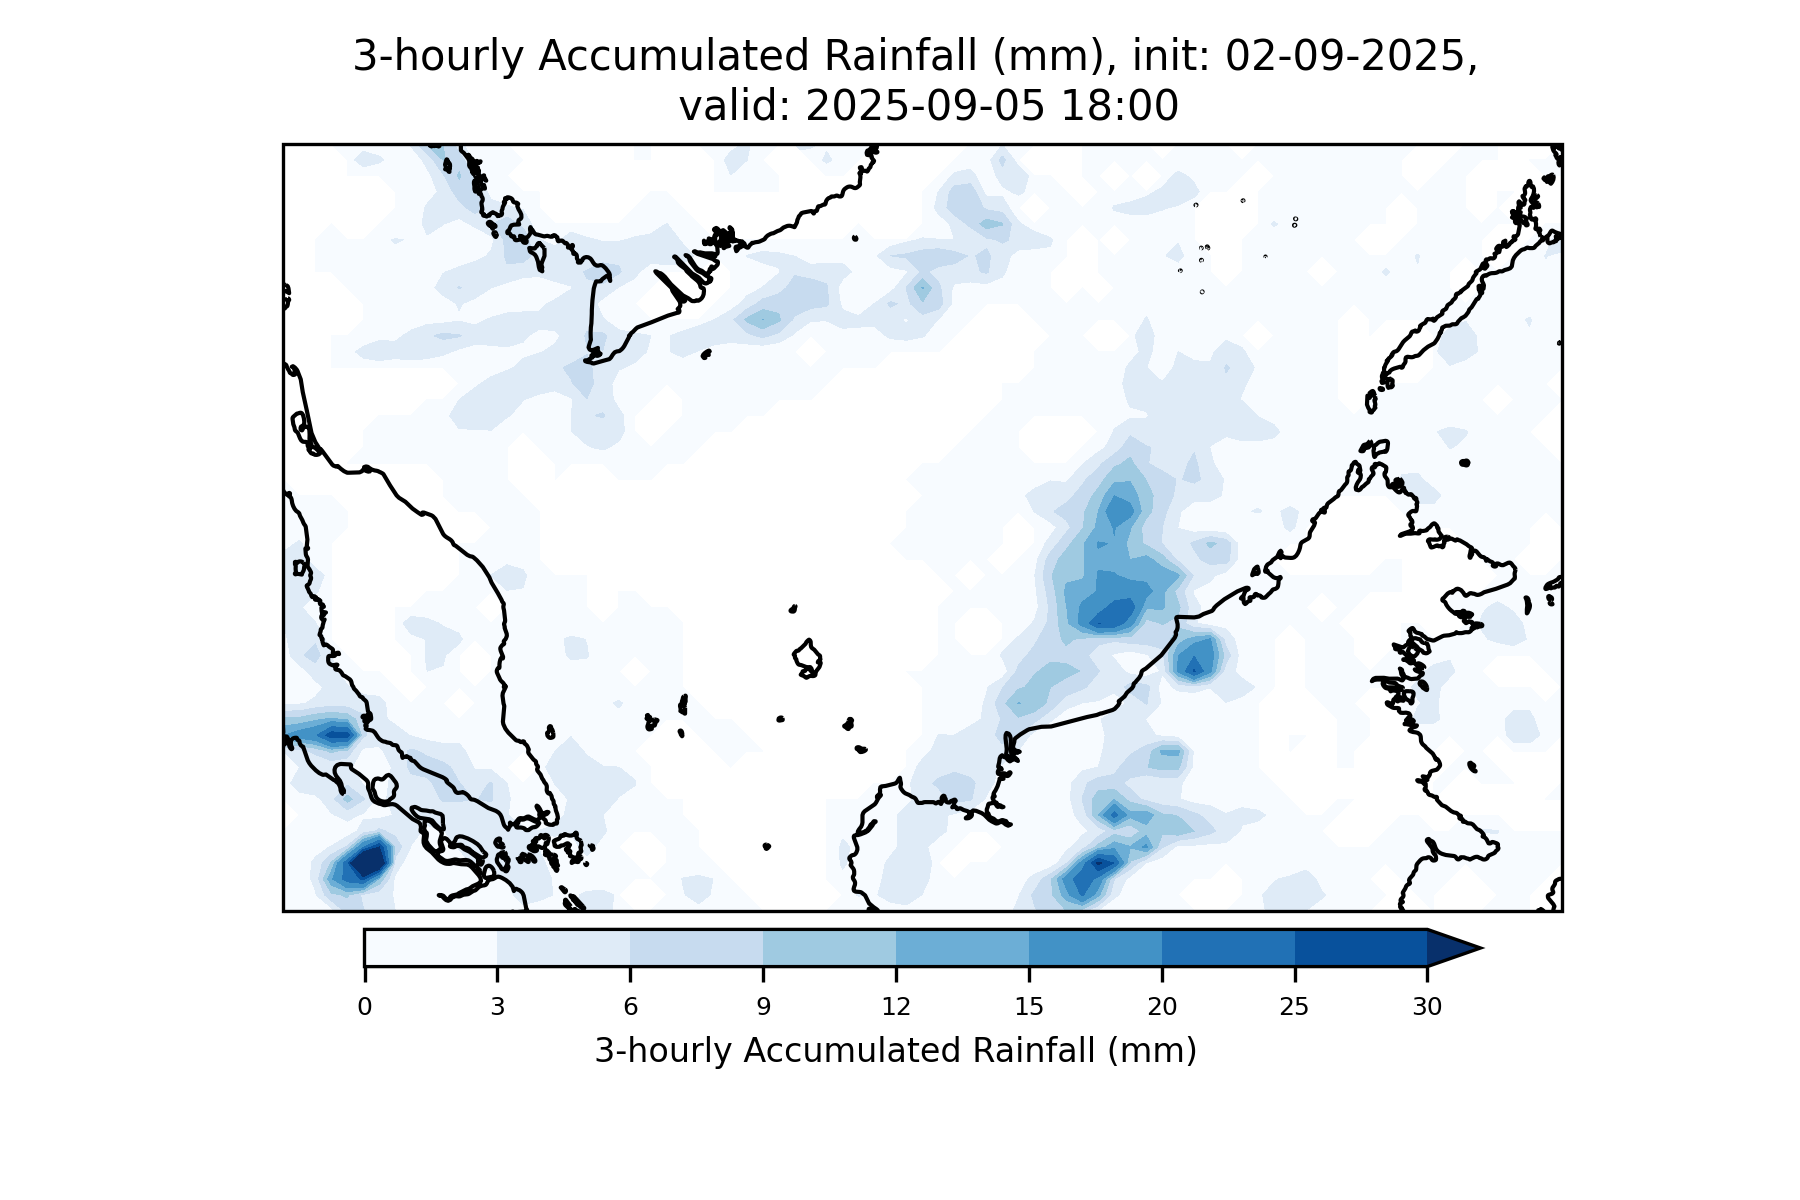 3-hourly Accumulated Rainfall (mm), init: 02-09-2025,
valid: 2025-09-05 18:00
0 3 6 9 12 15 20 25 30
3-hourly Accumulated Rainfall (mm)